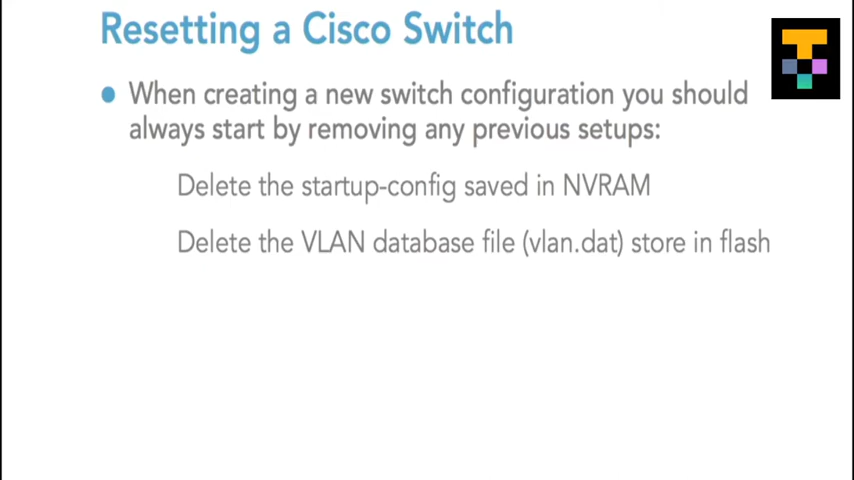 Resetting a Cisco Switch
When creating a new switch configuration you should
always start by removing any previous setups:
Delete the startup-config saved in NVRAM
Delete the VLAN database file (vlan.dat) store in flash